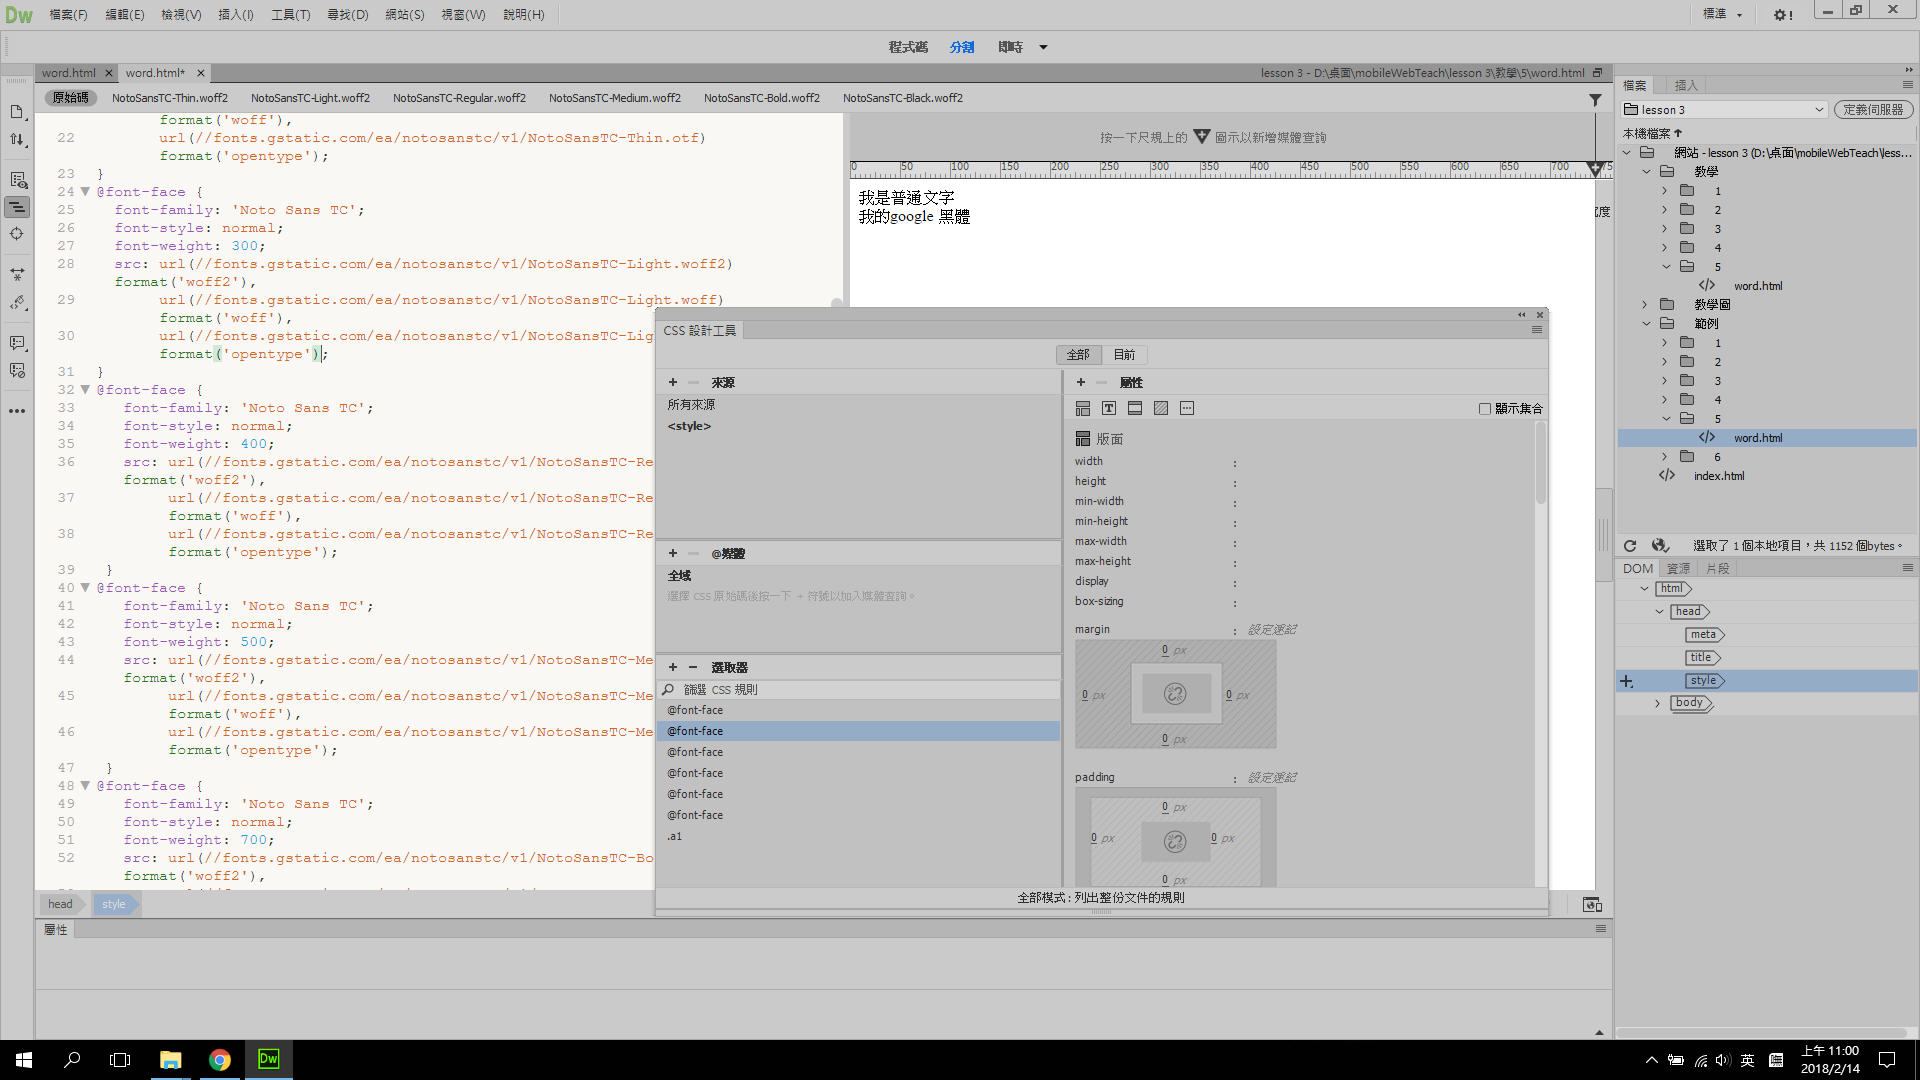 Dw 檔案(F) 編輯(E) 檢視(V) 插入(I) 工具(T) 尋找(D) 網站(S) 視窗(W) 說明(H) 標準
程式碼 分割 即時
word.html word.html* lesson 3 - D:\桌面\mobileWebTeach\lesson 3\教學\5\word.html
原始碼 NotoSansTC-Thin.woff2 NotoSansTC-Light.woff2 NotoSansTC-Regular.woff2 NotoSansTC-Medium.woff2 NotoSansTC-Bold.woff2 NotoSansTC-Black.woff2
format('woff'),
22 url(//fonts.gstatic.com/ea/notosanstc/v1/NotoSansTC-Thin.otf)
format('opentype');
23 }
24 @font-face {
25 font-family: 'Noto Sans TC';
26 font-style: normal;
27 font-weight: 300;
28 src: url(//fonts.gstatic.com/ea/notosanstc/v1/NotoSansTC-Light.woff2)
format('woff2'),
29 url(//fonts.gstatic.com/ea/notosanstc/v1/NotoSansTC-Light.woff)
format('woff'),
30 url(//fonts.gstatic.com/ea/notosanstc/v1/NotoSansTC-Lig
format('opentype');
31 }
32 @font-face {
33 font-family: 'Noto Sans TC';
34 font-style: normal;
35 font-weight: 400;
36 src: url(//fonts.gstatic.com/ea/notosanstc/v1/NotoSansTC-Re
format('woff2'),
37 url(//fonts.gstatic.com/ea/notosanstc/v1/NotoSansTC-Re
format('woff'),
38 url(//fonts.gstatic.com/ea/notosanstc/v1/NotoSansTC-Re
format('opentype');
39 }
40 @font-face {
41 font-family: 'Noto Sans TC';
42 font-style: normal;
43 font-weight: 500;
44 src: url(//fonts.gstatic.com/ea/notosanstc/v1/NotoSansTC-Me
format('woff2'),
45 url(//fonts.gstatic.com/ea/notosanstc/v1/NotoSansTC-Me
format('woff'),
46 url(//fonts.gstatic.com/ea/notosanstc/v1/NotoSansTC-Me
format('opentype');
47 }
48 @font-face {
49 font-family: 'Noto Sans TC';
50 font-style: normal;
51 font-weight: 700;
52 src: url(//fonts.gstatic.com/ea/notosanstc/v1/NotoSansTC-Bo
format('woff2'),
head style
屬性
按一下尺規上的 圖示以新增媒體查詢
0 50 100 150 200 250 300 350 400 450 500 550 600 650 700 75
我是普通文字
我的google 黑體
度
CSS 設計工具
全部 目前
+ − 來源
所有來源
<style>
+ − @媒體
全域
選擇 CSS 原始碼後按一下 + 符號以加入媒體查詢。
+ − 選取器
篩選 CSS 規則
@font-face
@font-face
@font-face
@font-face
@font-face
@font-face
.a1
+ − 屬性
顯示集合
版面
width :
height :
min-width :
min-height :
max-width :
max-height :
display :
box-sizing :
margin : 設定速記
0 px
0 px 0 px
0 px
padding : 設定速記
0 px
0 px 0 px
0 px
全部模式 : 列出整份文件的規則
檔案 插入
lesson 3 定義伺服器
本機檔案
網站 - lesson 3 (D:\桌面\mobileWebTeach\less...
教學
1
2
3
4
5
word.html
教學圖
範例
1
2
3
4
5
word.html
6
index.html
選取了 1 個本地項目，共 1152 個bytes。
DOM 資源 片段
html
head
meta
title
style
body
Dw
英
上午 11:00
2018/2/14